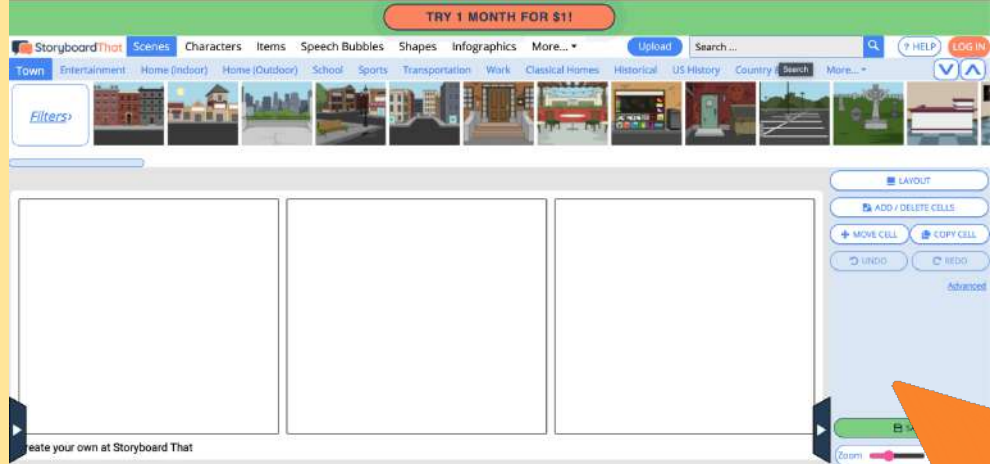 TRY 1 MONTH FOR $1!
StoryboardThat Scenes Characters Items Speech Bubbles Shapes Infographics More... Upload Search ... ? HELP LOG IN
Town Entertainment Home (Indoor) Home (Outdoor) School Sports Transportation Work Classical Homes Historical US History Country Search More...
Filters
LAYOUT
ADD / DELETE CELLS
MOVE CELL COPY CELL
UNDO REDO
Advanced
reate your own at Storyboard That
Zoom